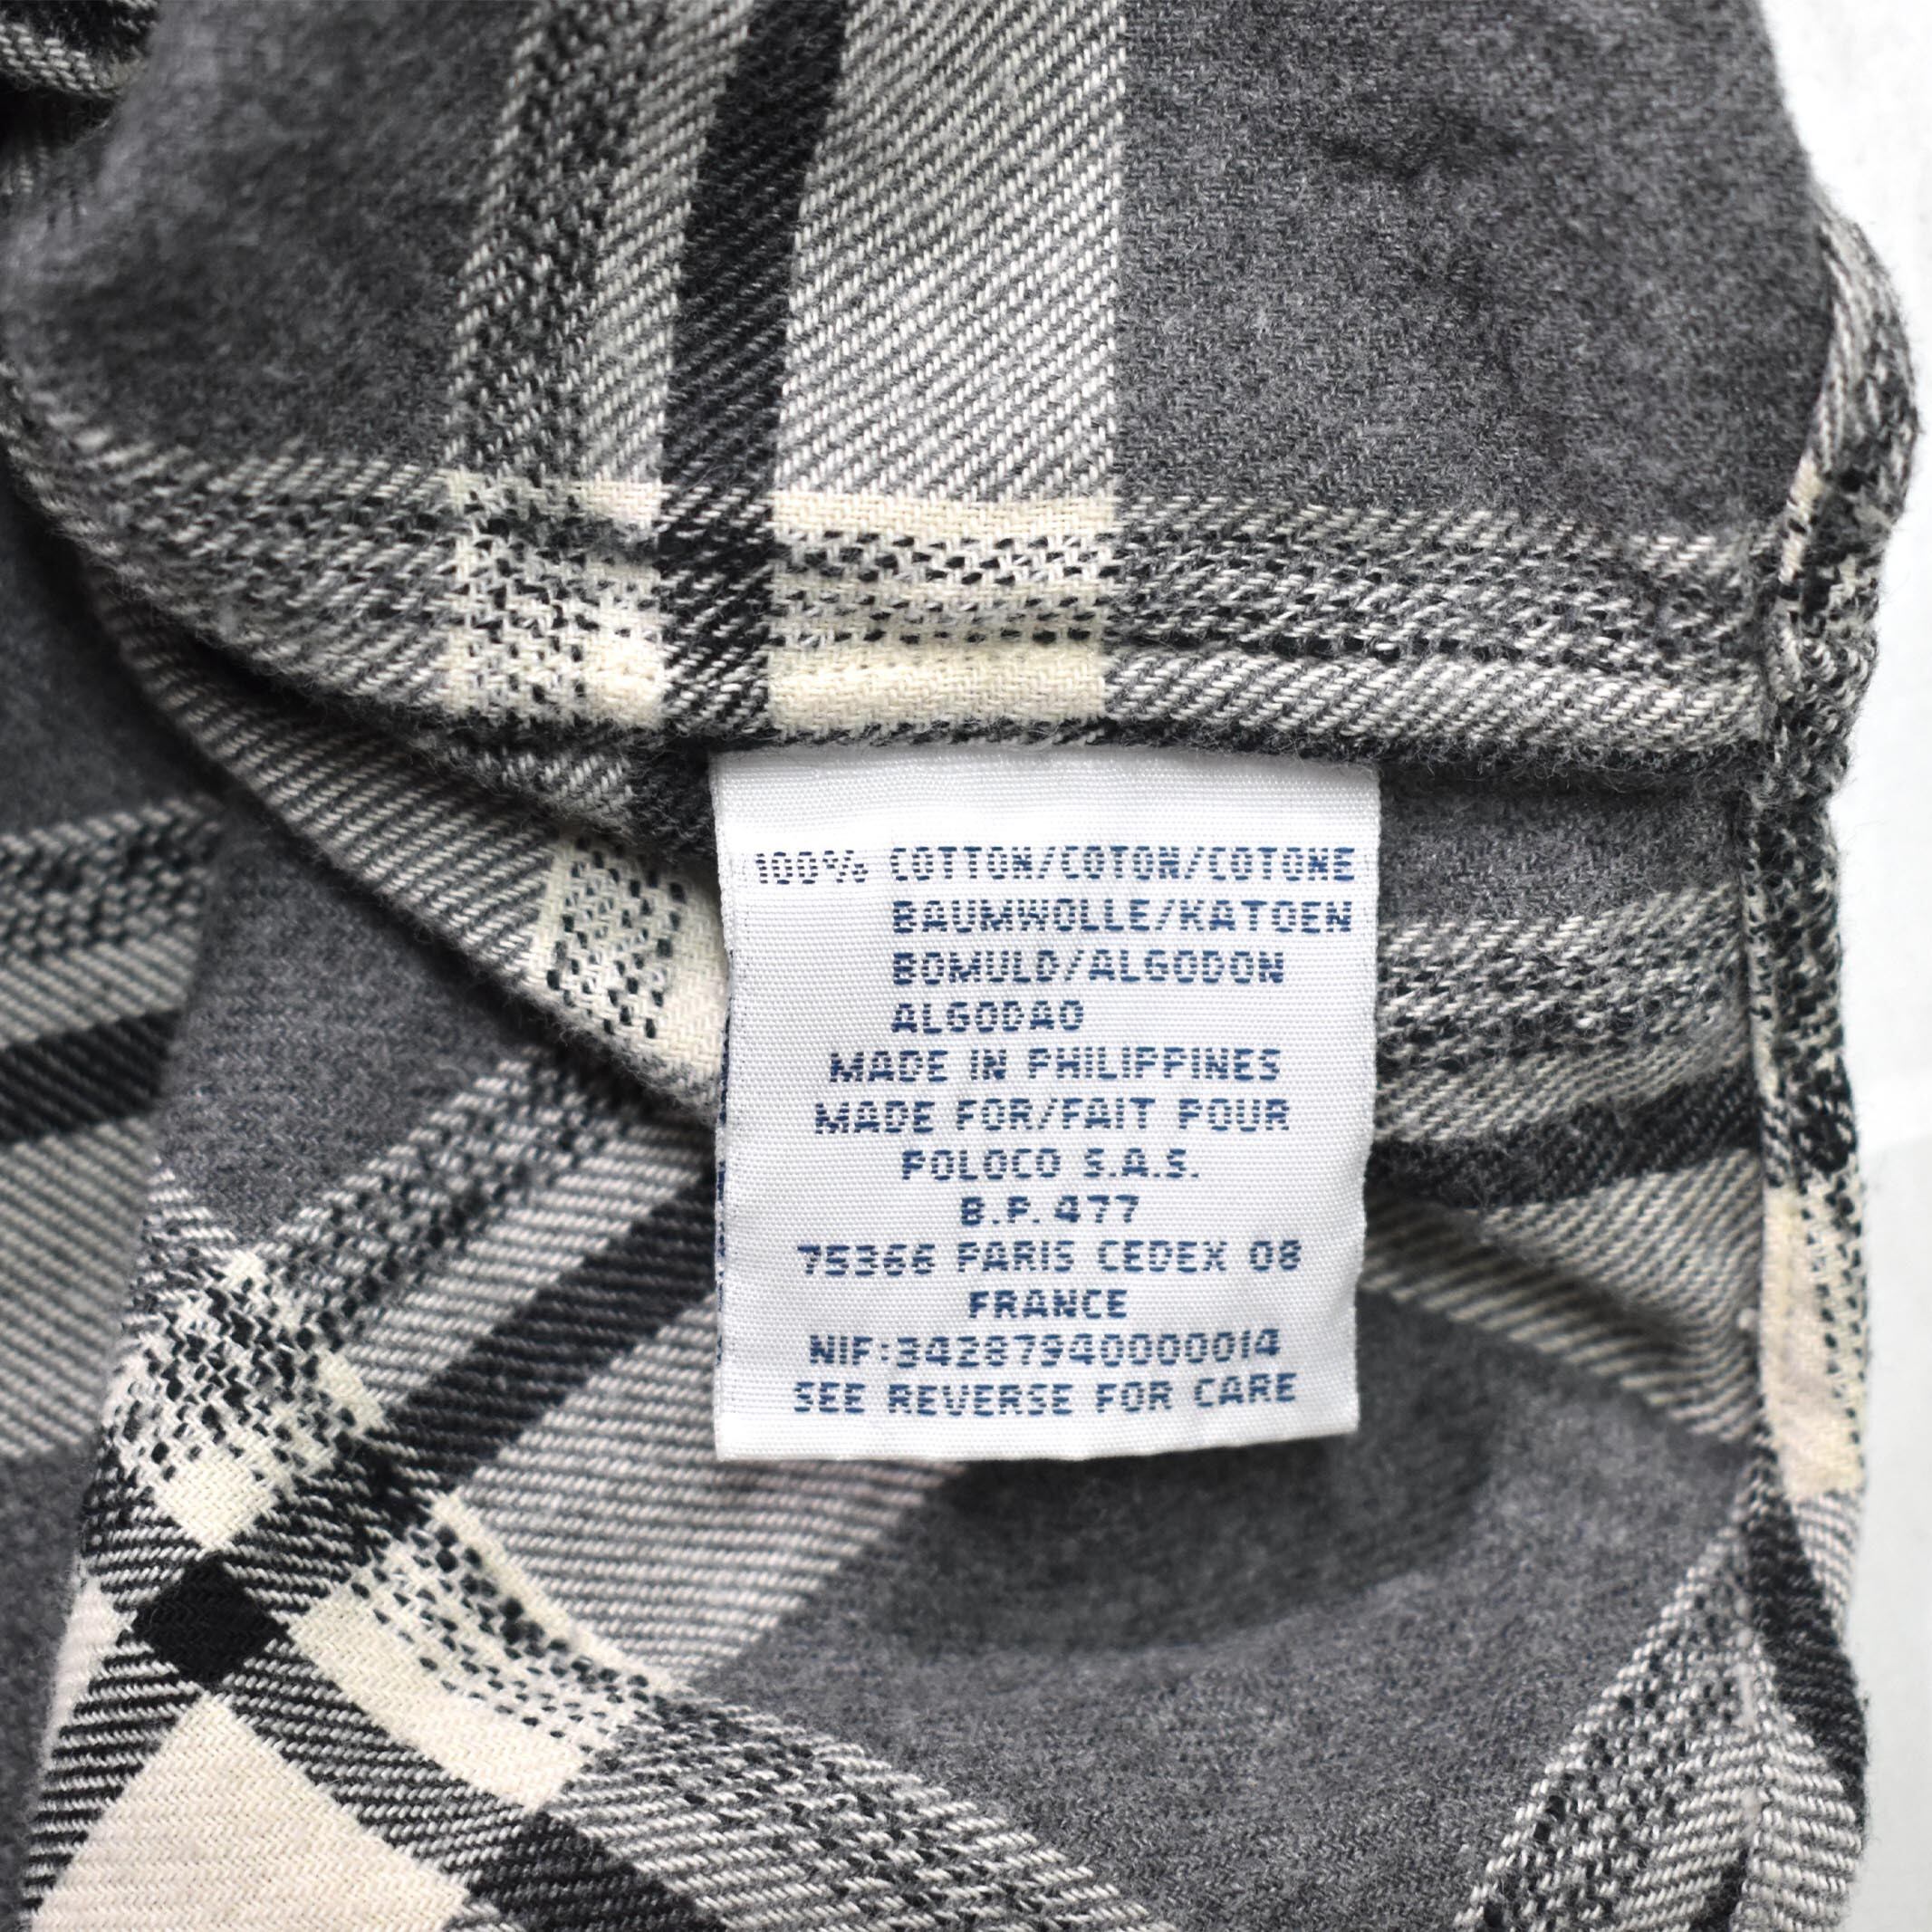 100% COTTON/COTON/COTONE
BAUMWOLLE/KATOEN
BOMULD/ALGODON
ALGODAO
MADE IN PHILIPPINES
MADE FOR/FAIT POUR
POLOCO S.A.S.
B.P. 477
75366 PARIS CEDEX 08
FRANCE
NIF:34287940000014
SEE REVERSE FOR CARE